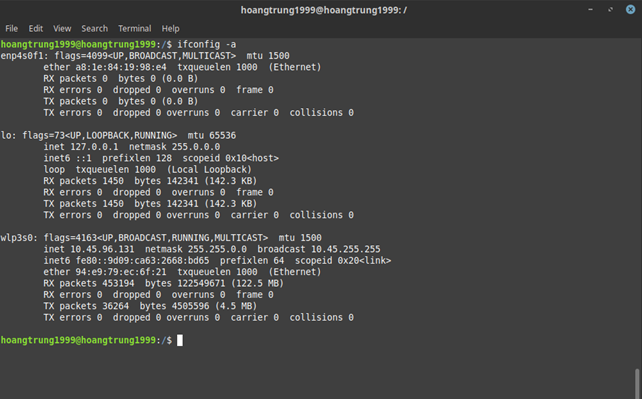 hoangtrung1999@hoangtrung1999: /
File Edit View Search Terminal Help
hoangtrung1999@hoangtrung1999:/$ ifconfig -a
enp4s0f1: flags=4099<UP,BROADCAST,MULTICAST>  mtu 1500
        ether a8:1e:84:19:98:e4  txqueuelen 1000  (Ethernet)
        RX packets 0  bytes 0 (0.0 B)
        RX errors 0  dropped 0  overruns 0  frame 0
        TX packets 0  bytes 0 (0.0 B)
        TX errors 0  dropped 0 overruns 0  carrier 0  collisions 0
lo: flags=73<UP,LOOPBACK,RUNNING>  mtu 65536
        inet 127.0.0.1  netmask 255.0.0.0
        inet6 ::1  prefixlen 128  scopeid 0x10<host>
        loop  txqueuelen 1000  (Local Loopback)
        RX packets 1450  bytes 142341 (142.3 KB)
        RX errors 0  dropped 0  overruns 0  frame 0
        TX packets 1450  bytes 142341 (142.3 KB)
        TX errors 0  dropped 0 overruns 0  carrier 0  collisions 0
wlp3s0: flags=4163<UP,BROADCAST,RUNNING,MULTICAST>  mtu 1500
        inet 10.45.96.131  netmask 255.255.0.0  broadcast 10.45.255.255
        inet6 fe80::9d09:ca63:2668:bd65  prefixlen 64  scopeid 0x20<link>
        ether 94:e9:79:ec:6f:21  txqueuelen 1000  (Ethernet)
        RX packets 453194  bytes 122549671 (122.5 MB)
        RX errors 0  dropped 0  overruns 0  frame 0
        TX packets 36264  bytes 4505596 (4.5 MB)
        TX errors 0  dropped 0 overruns 0  carrier 0  collisions 0
hoangtrung1999@hoangtrung1999:/$